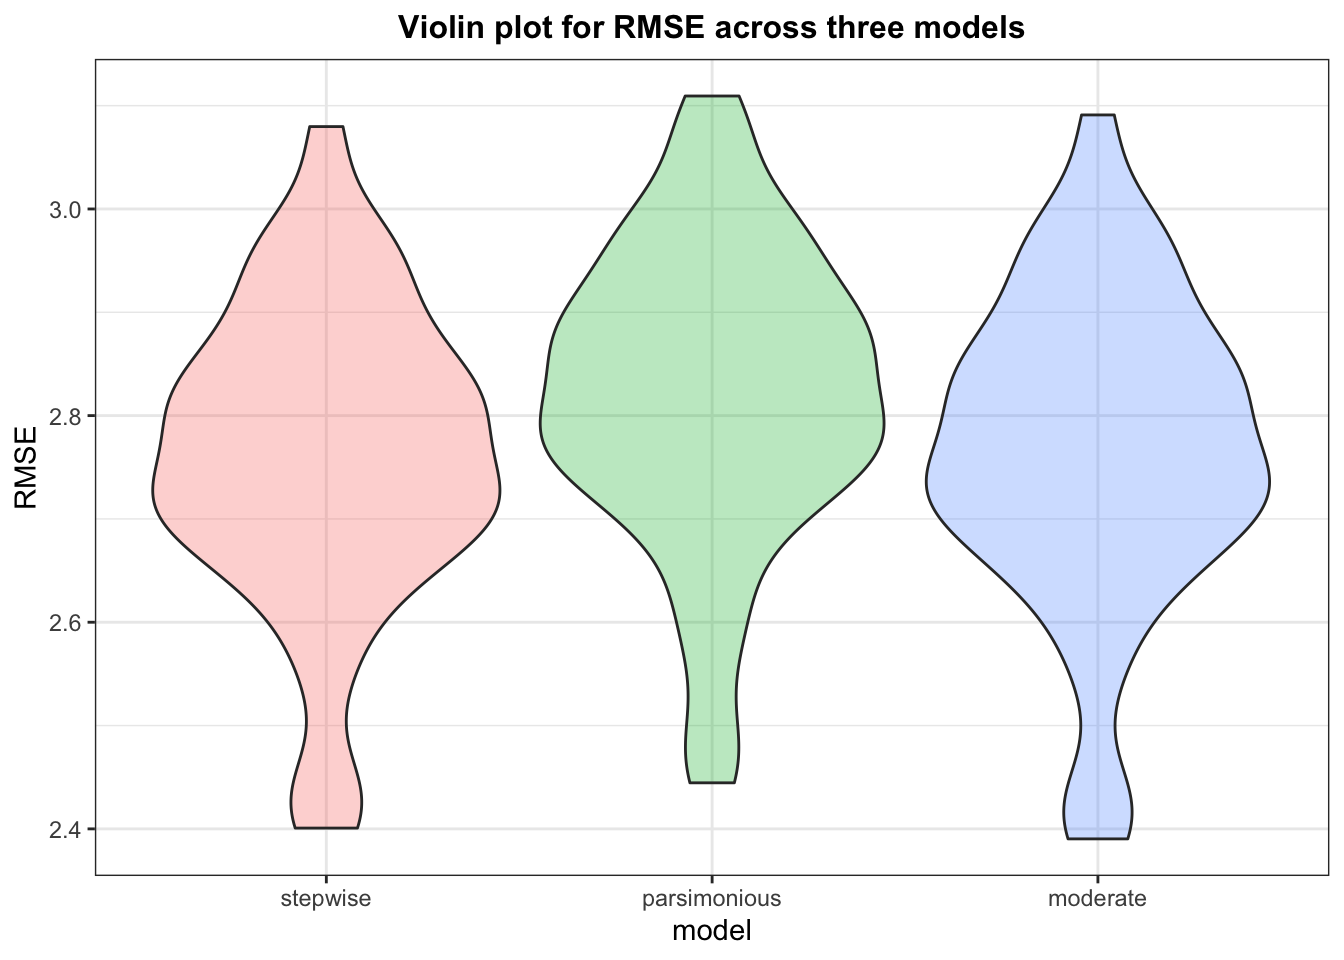 Violin plot for RMSE across three models
RMSE
3.0
2.8
2.6
2.4
stepwise
parsimonious
moderate
model